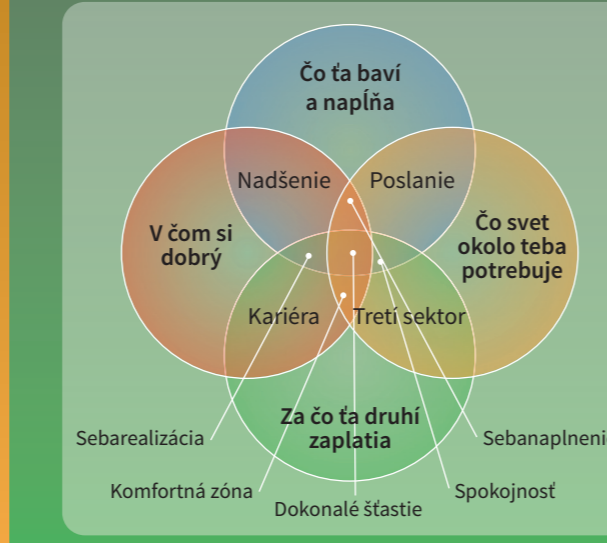 Čo ťa baví
a napĺňa
Nadšenie
Poslanie
V čom si
dobrý
Čo svet
okolo teba
potrebuje
Kariéra
Tretí sektor
Za čo ťa druhí
zaplatia
Sebarealizácia
Sebanaplneni
Komfortná zóna
Spokojnosť
Dokonalé šťastie